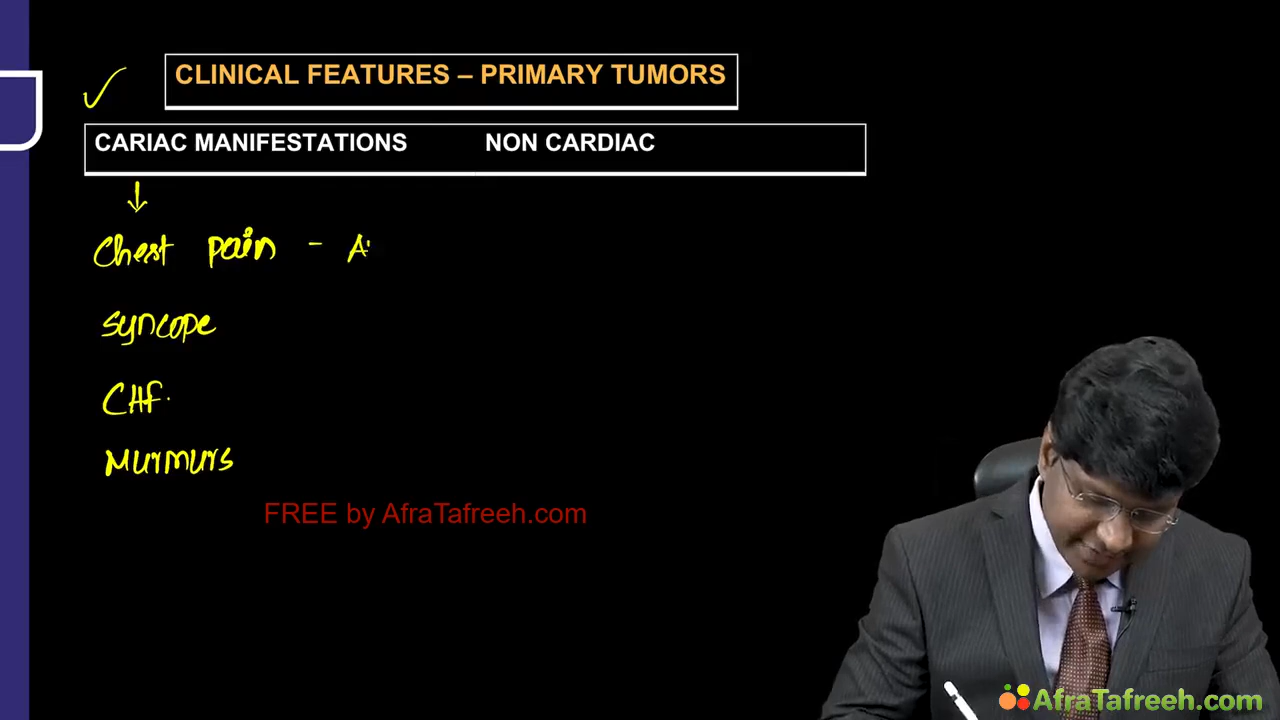 CLINICAL FEATURES – PRIMARY TUMORS
CARIAC MANIFESTATIONS NON CARDIAC
Chest pain - A
syncope
CHf.
Murmurs
FREE by AfraTafreeh.com
AfraTafreeh.com